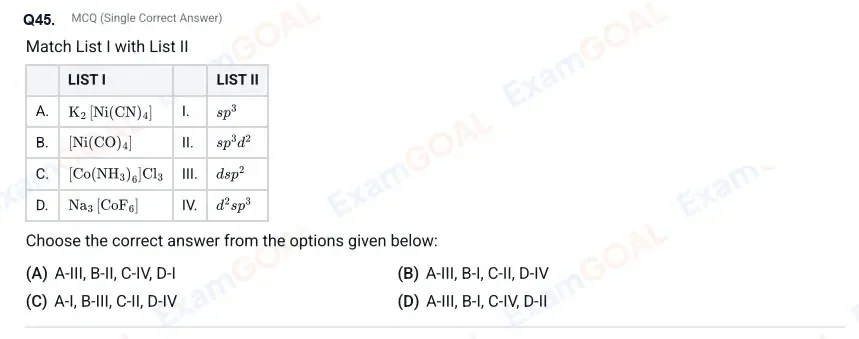 Q45. MCQ (Single Correct Answer)
Match List I with List II
LIST I LIST II
A. K₂ [Ni(CN)₄] I. sp³
B. [Ni(CO)₄] II. sp³d²
C. [Co(NH₃)₆]Cl₃ III. dsp²
D. Na₃ [CoF₆] IV. d²sp³
Choose the correct answer from the options given below:
(A) A-III, B-II, C-IV, D-I (B) A-III, B-I, C-II, D-IV
(C) A-I, B-III, C-II, D-IV (D) A-III, B-I, C-IV, D-II
ExamGOAL